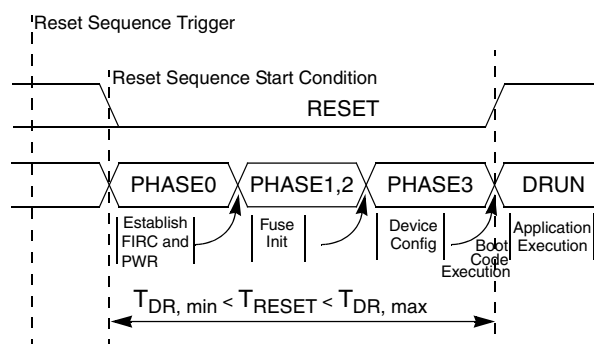 Reset Sequence Trigger
Reset Sequence Start Condition
RESET
PHASE0
PHASE1,2
PHASE3
DRUN
Establish
FIRC and
PWR
Fuse
Init
Device
Config
Boot
Code
Execution
Application
Execution
TDR, min < TRESET < TDR, max